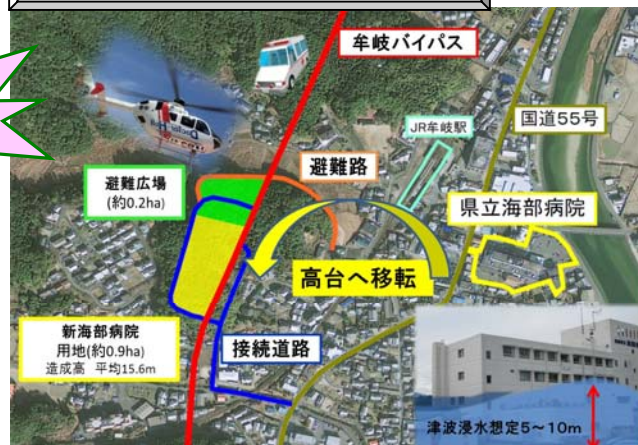 牟岐バイパス
JR牟岐駅
国道55号
避難路
避難広場
(約0.2ha)
県立海部病院
高台へ移転
新海部病院
用地(約0.9ha)
造成高 平均15.6m
接続道路
津波浸水想定5～10m